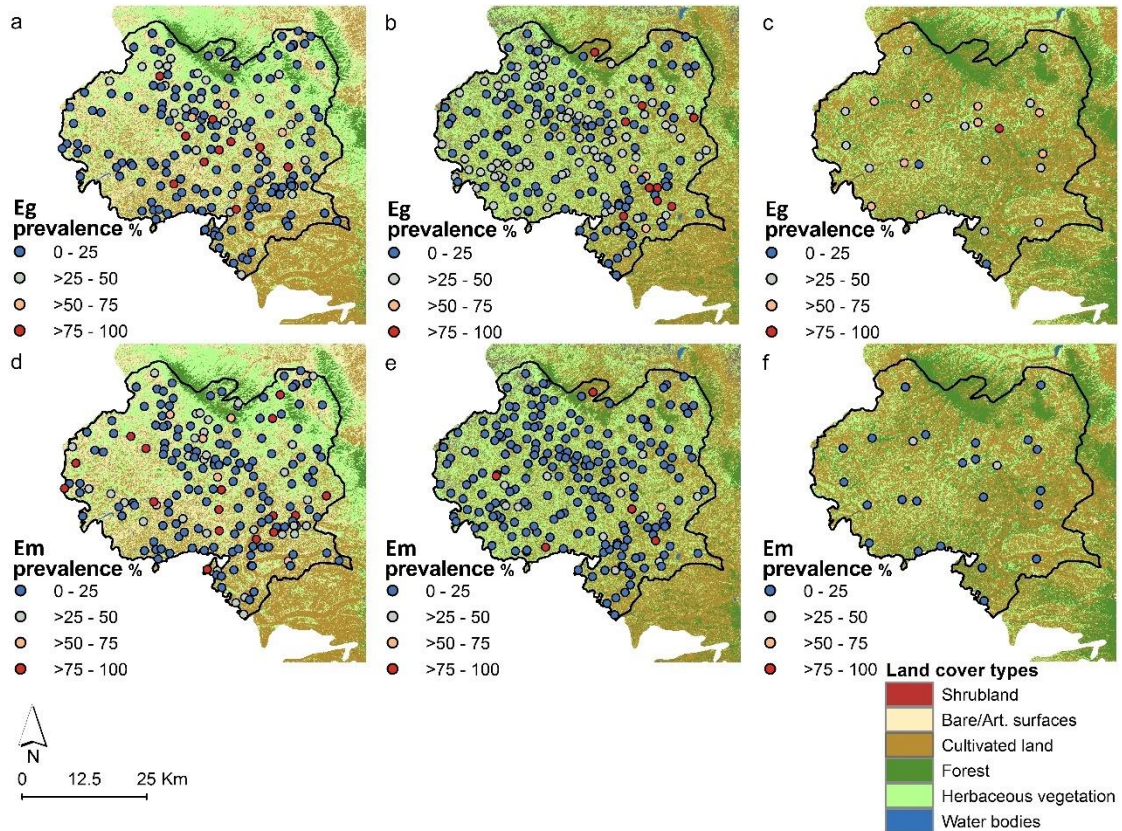 a
b
c
Eg
prevalence %
0 - 25
>25 - 50
>50 - 75
>75 - 100
Eg
prevalence %
0 - 25
>25 - 50
>50 - 75
>75 - 100
Eg
prevalence %
0 - 25
>25 - 50
>50 - 75
>75 - 100
d
e
f
Em
prevalence %
0 - 25
>25 - 50
>50 - 75
>75 - 100
Em
prevalence %
0 - 25
>25 - 50
>50 - 75
>75 - 100
Em
prevalence %
0 - 25
>25 - 50
>50 - 75
>75 - 100
N
0 12.5 25 Km
Land cover types
Shrubland
Bare/Art. surfaces
Cultivated land
Forest
Herbaceous vegetation
Water bodies